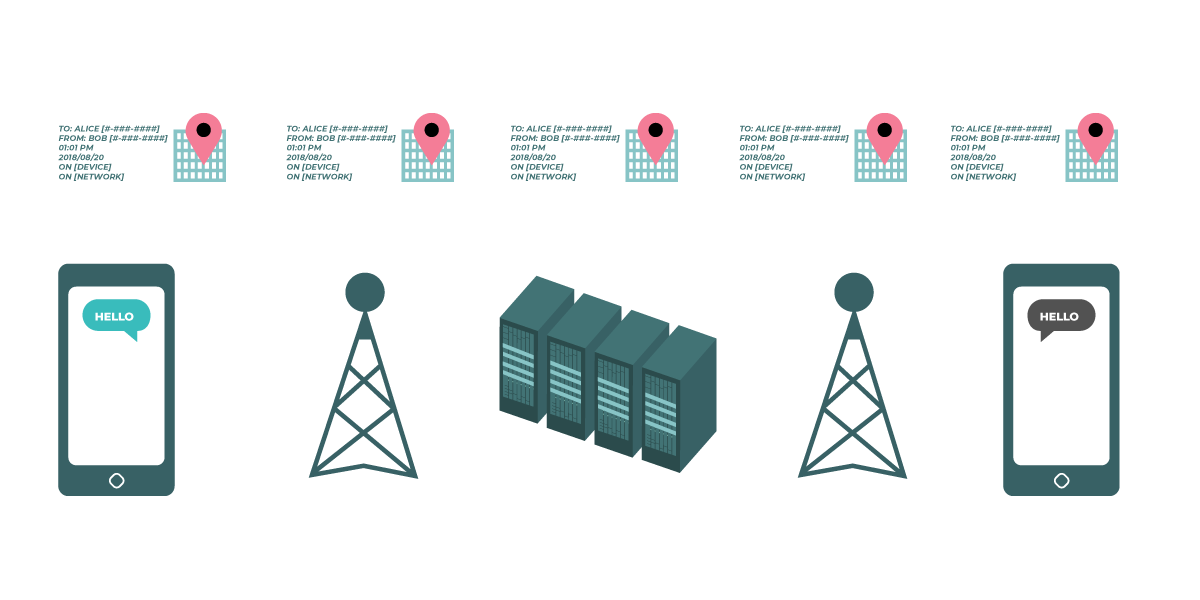 TO: ALICE [#-###-####]
FROM: BOB [#-###-####]
01:01 PM
2018/08/20
ON [DEVICE]
ON [NETWORK]
TO: ALICE [#-###-####]
FROM: BOB [#-###-####]
01:01 PM
2018/08/20
ON [DEVICE]
ON [NETWORK]
TO: ALICE [#-###-####]
FROM: BOB [#-###-####]
01:01 PM
2018/08/20
ON [DEVICE]
ON [NETWORK]
TO: ALICE [#-###-####]
FROM: BOB [#-###-####]
01:01 PM
2018/08/20
ON [DEVICE]
ON [NETWORK]
TO: ALICE [#-###-####]
FROM: BOB [#-###-####]
01:01 PM
2018/08/20
ON [DEVICE]
ON [NETWORK]
HELLO
HELLO